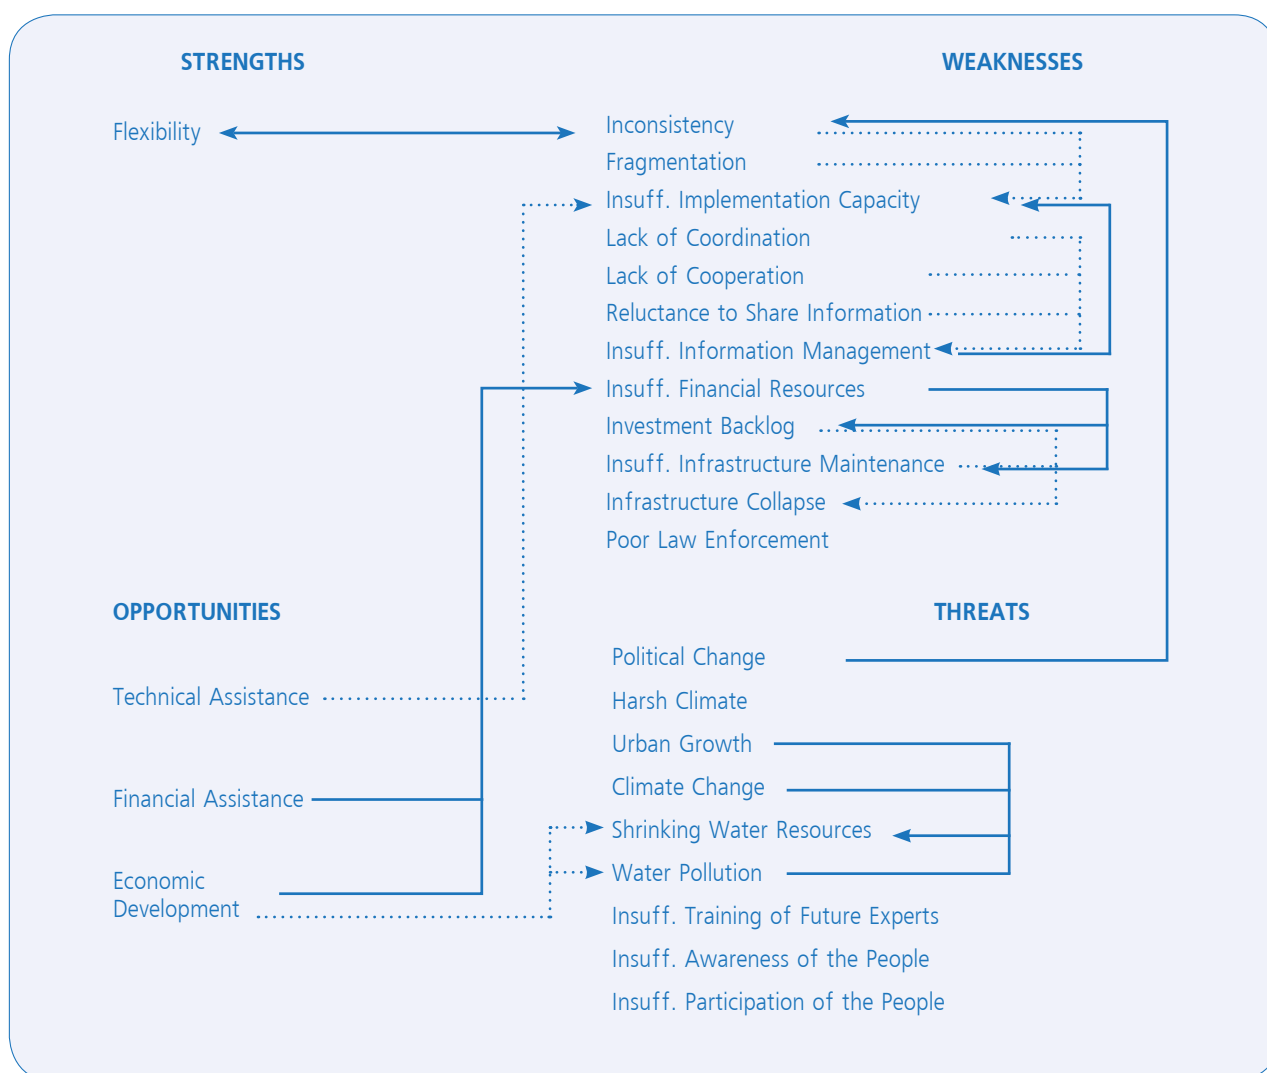 STRENGTHS
WEAKNESSES
Flexibility
Inconsistency
Fragmentation
Insuff. Implementation Capacity
Lack of Coordination
Lack of Cooperation
Reluctance to Share Information
Insuff. Information Management
Insuff. Financial Resources
Investment Backlog
Insuff. Infrastructure Maintenance
Infrastructure Collapse
Poor Law Enforcement
OPPORTUNITIES
THREATS
Technical Assistance
Financial Assistance
Economic
Development
Political Change
Harsh Climate
Urban Growth
Climate Change
Shrinking Water Resources
Water Pollution
Insuff. Training of Future Experts
Insuff. Awareness of the People
Insuff. Participation of the People